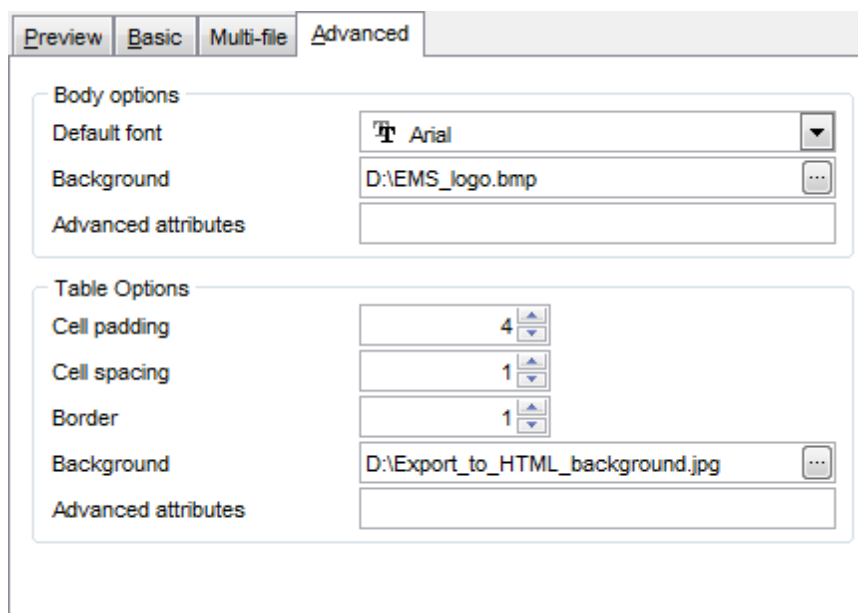 Preview Basic Multi-file Advanced
Body options
Default font Arial
Background D:\EMS_logo.bmp ...
Advanced attributes
Table Options
Cell padding 4
Cell spacing 1
Border 1
Background D:\Export_to_HTML_background.jpg ...
Advanced attributes